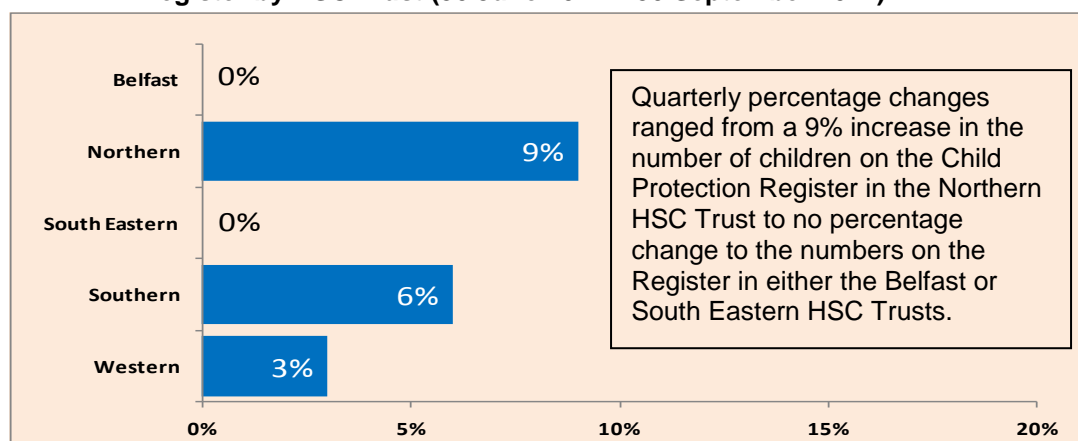 Belfast 0%
Northern 9%
South Eastern 0%
Southern 6%
Western 3%
0% 5% 10% 15% 20%
Quarterly percentage changes
ranged from a 9% increase in the
number of children on the Child
Protection Register in the Northern
HSC Trust to no percentage
change to the numbers on the
Register in either the Belfast or
South Eastern HSC Trusts.